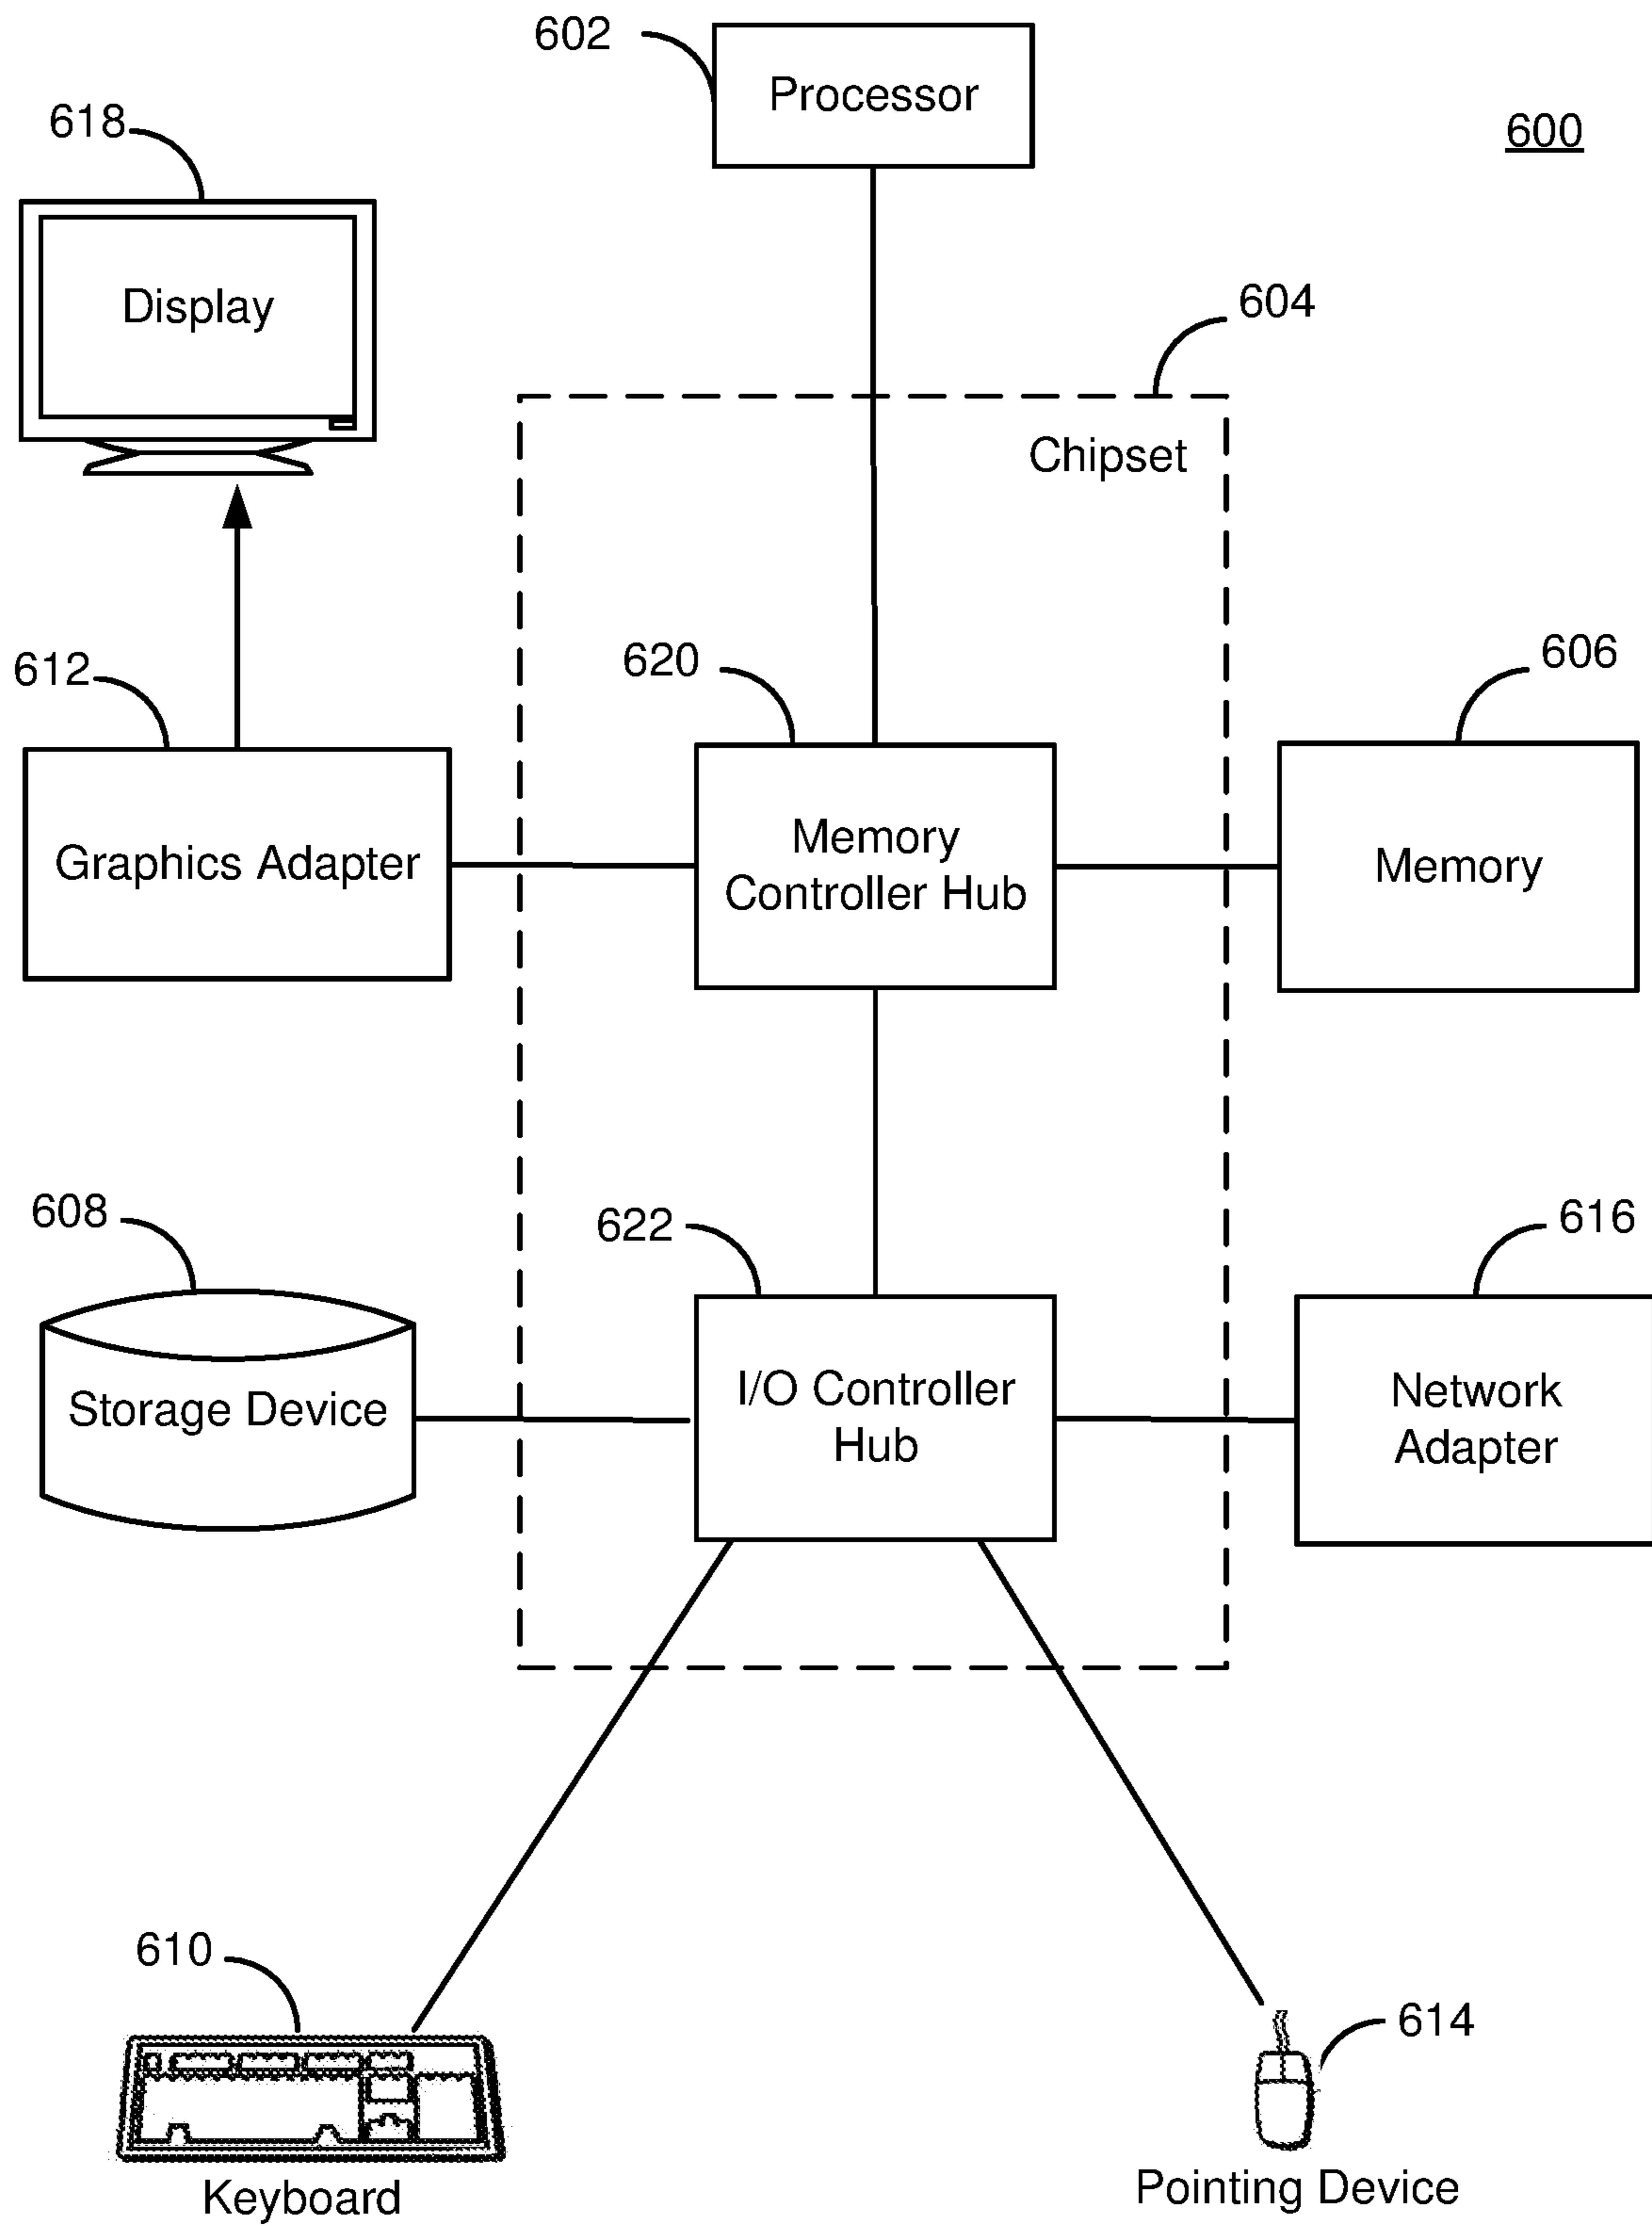 602
Processor
600
618
Display
604
Chipset
612
620
606
Graphics Adapter
Memory
Controller Hub
Memory
608
622
616
Storage Device
I/O Controller
Hub
Network
Adapter
610
614
Keyboard
Pointing Device